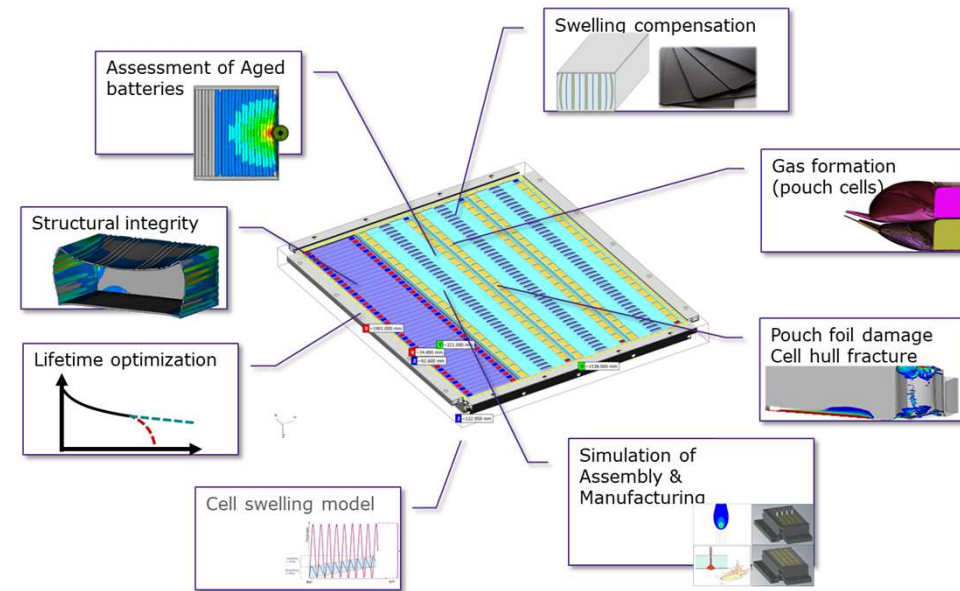 Swelling compensation
Assessment of Aged
batteries
Gas formation
(pouch cells)
Structural integrity
Pouch foil damage
Cell hull fracture
Lifetime optimization
Simulation of
Assembly &
Manufacturing
Cell swelling model